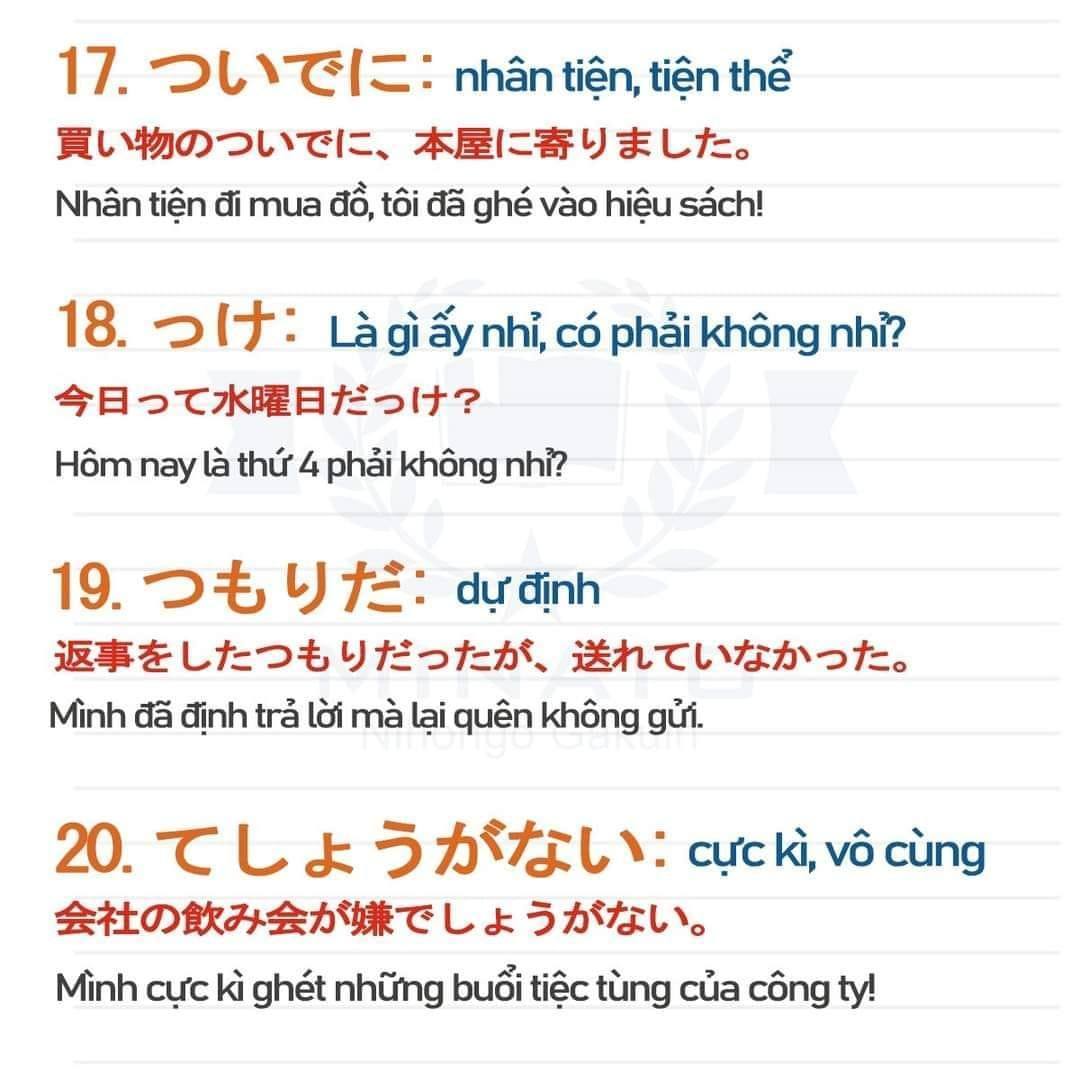 17. ついでに: nhân tiện, tiện thể
買い物のついでに、本屋に寄りました。
Nhân tiện đi mua đồ, tôi đã ghé vào hiệu sách!
18. っけ: Là gì ấy nhỉ, có phải không nhỉ?
今日って水曜日だっけ？
Hôm nay là thứ 4 phải không nhỉ?
19. つもりだ: dự định
返事をしたつもりだったが、送れていなかった。
MINATO
Mình đã định trả lời mà lại quên không gửi.
Nihongo Gakuin
20. てしょうがない: cực kì, vô cùng
会社の飲み会が嫌でしょうがない。
Mình cực kì ghét những buổi tiệc tùng của công ty!